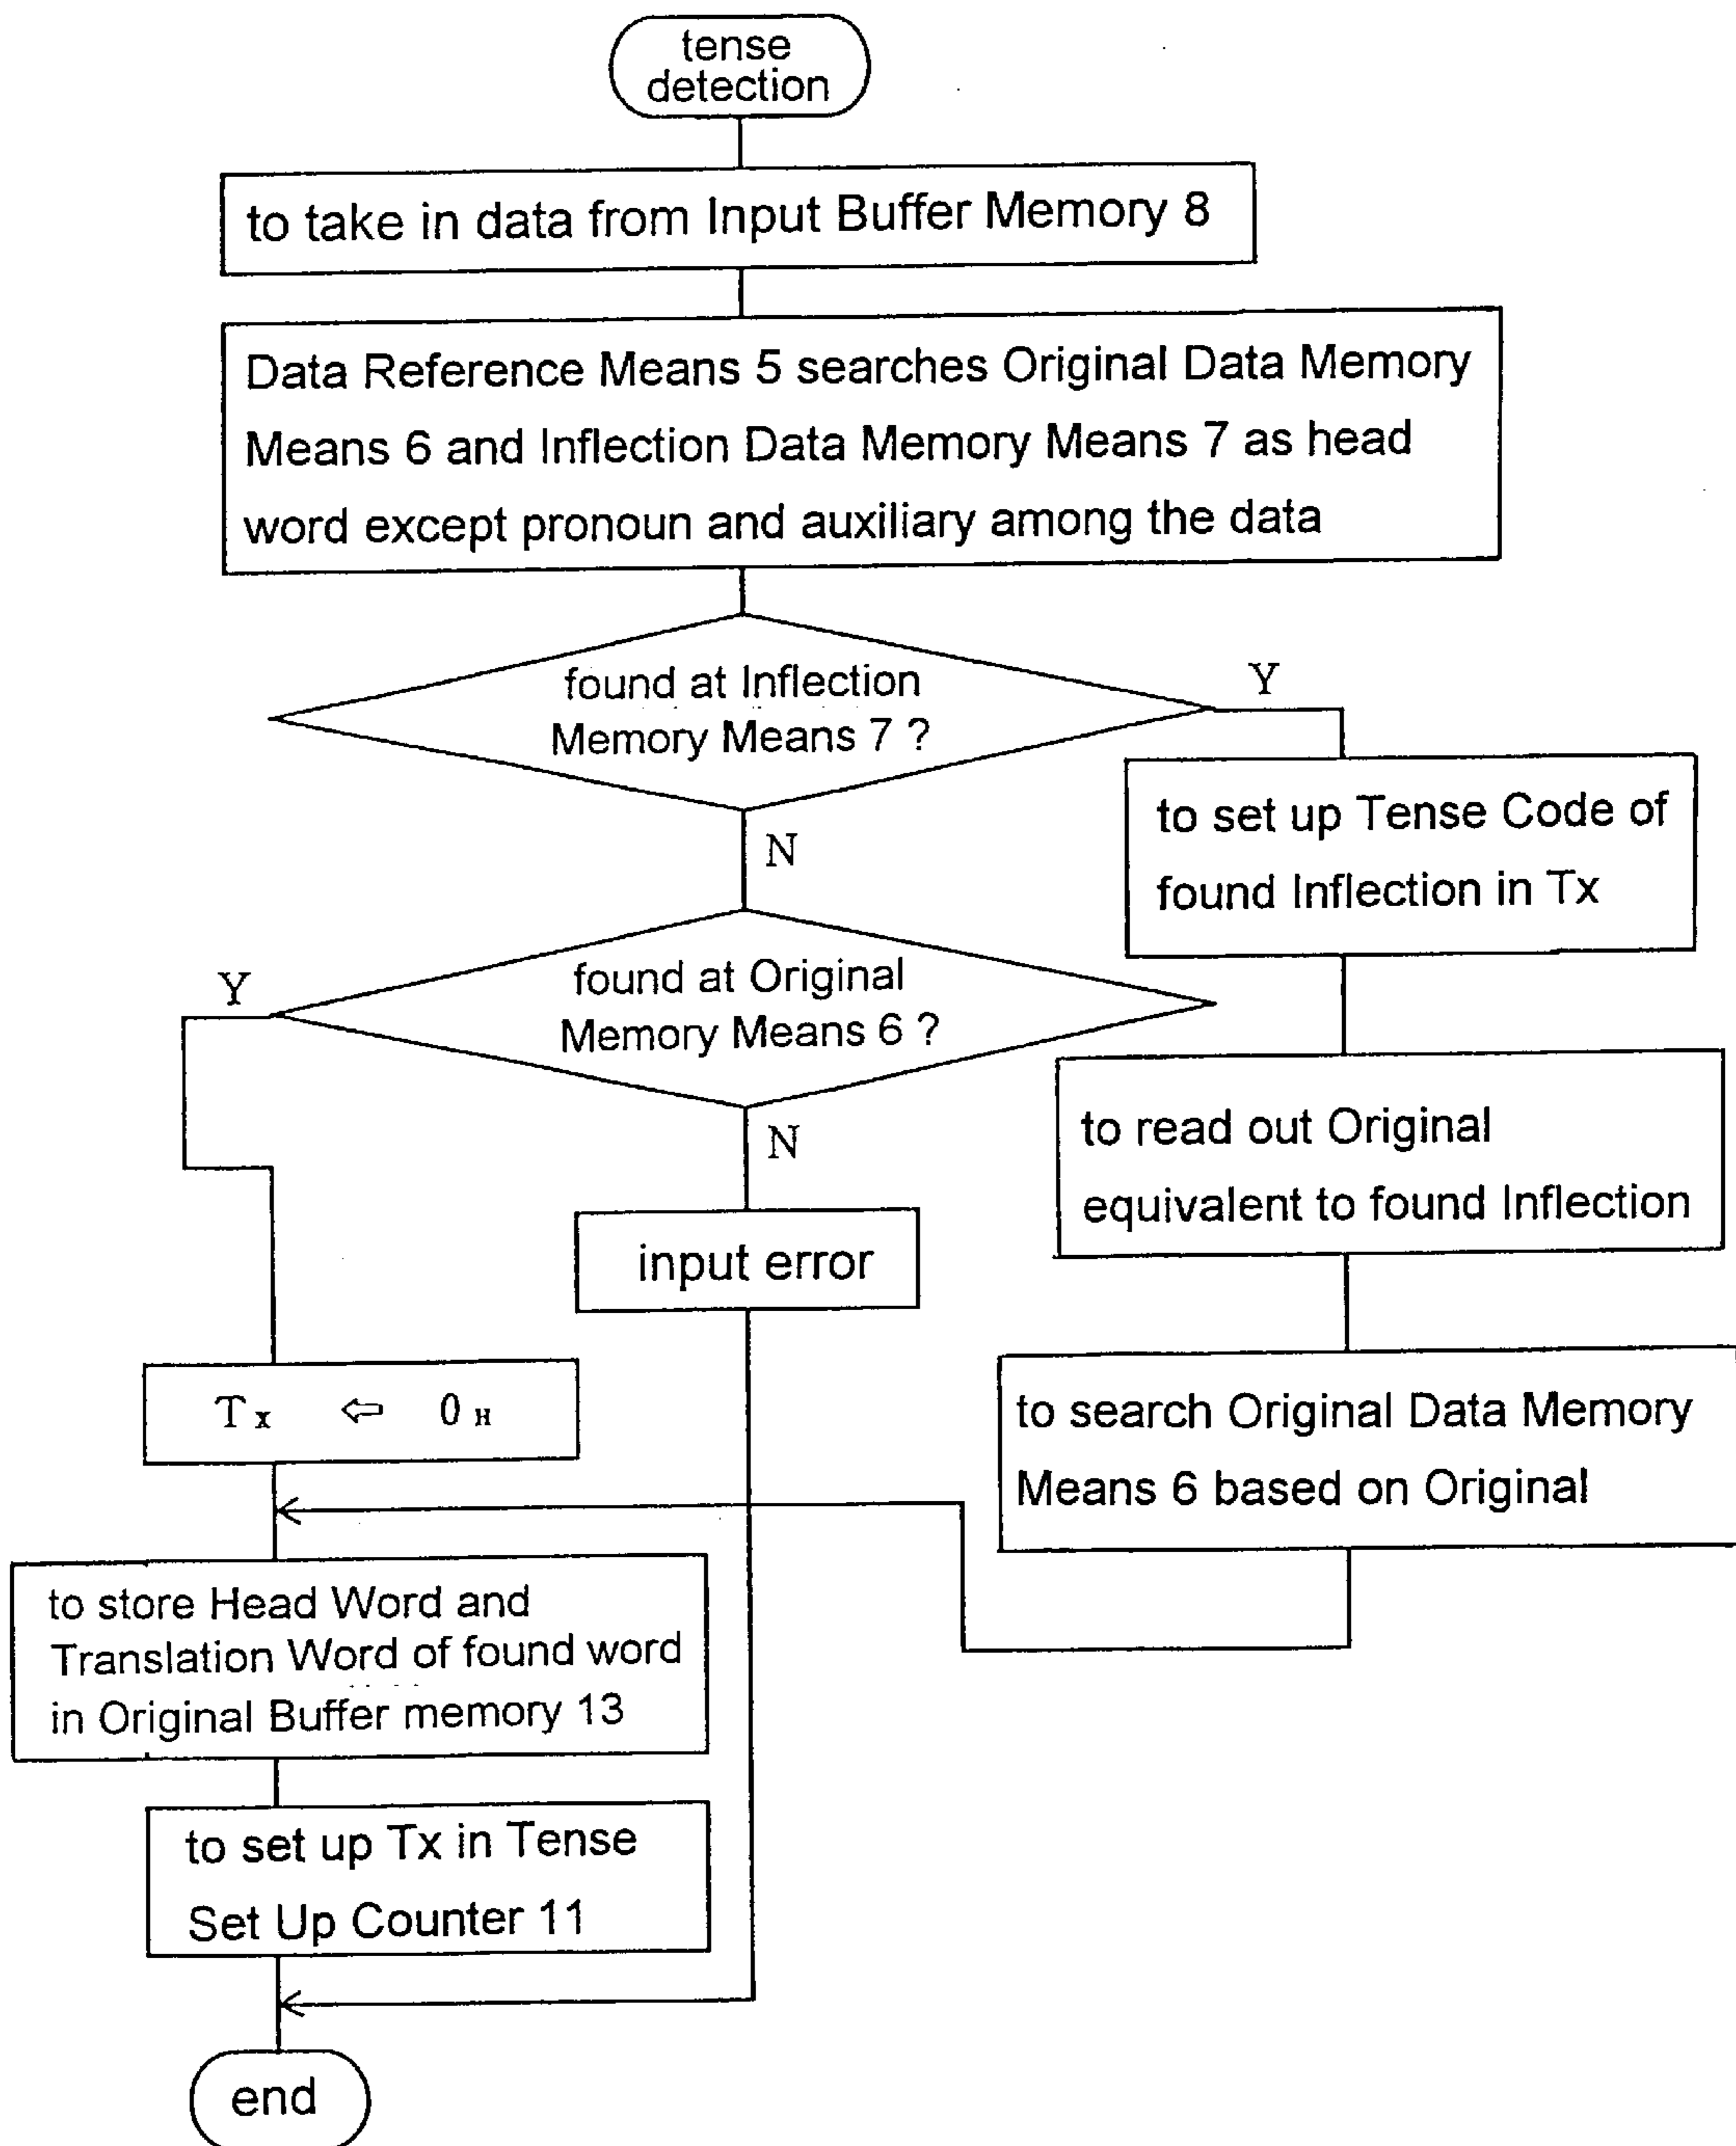 tense
detection
to take in data from Input Buffer Memory 8
Data Reference Means 5 searches Original Data Memory
Means 6 and Inflection Data Memory Means 7 as head
word except pronoun and auxiliary among the data
found at Inflection
Memory Means 7 ?
Y
N
to set up Tense Code of
found Inflection in Tx
found at Original
Memory Means 6 ?
Y
N
to read out Original
equivalent to found Inflection
input error
Tx ⇦ 0H
to search Original Data Memory
Means 6 based on Original
to store Head Word and
Translation Word of found word
in Original Buffer memory 13
to set up Tx in Tense
Set Up Counter 11
end